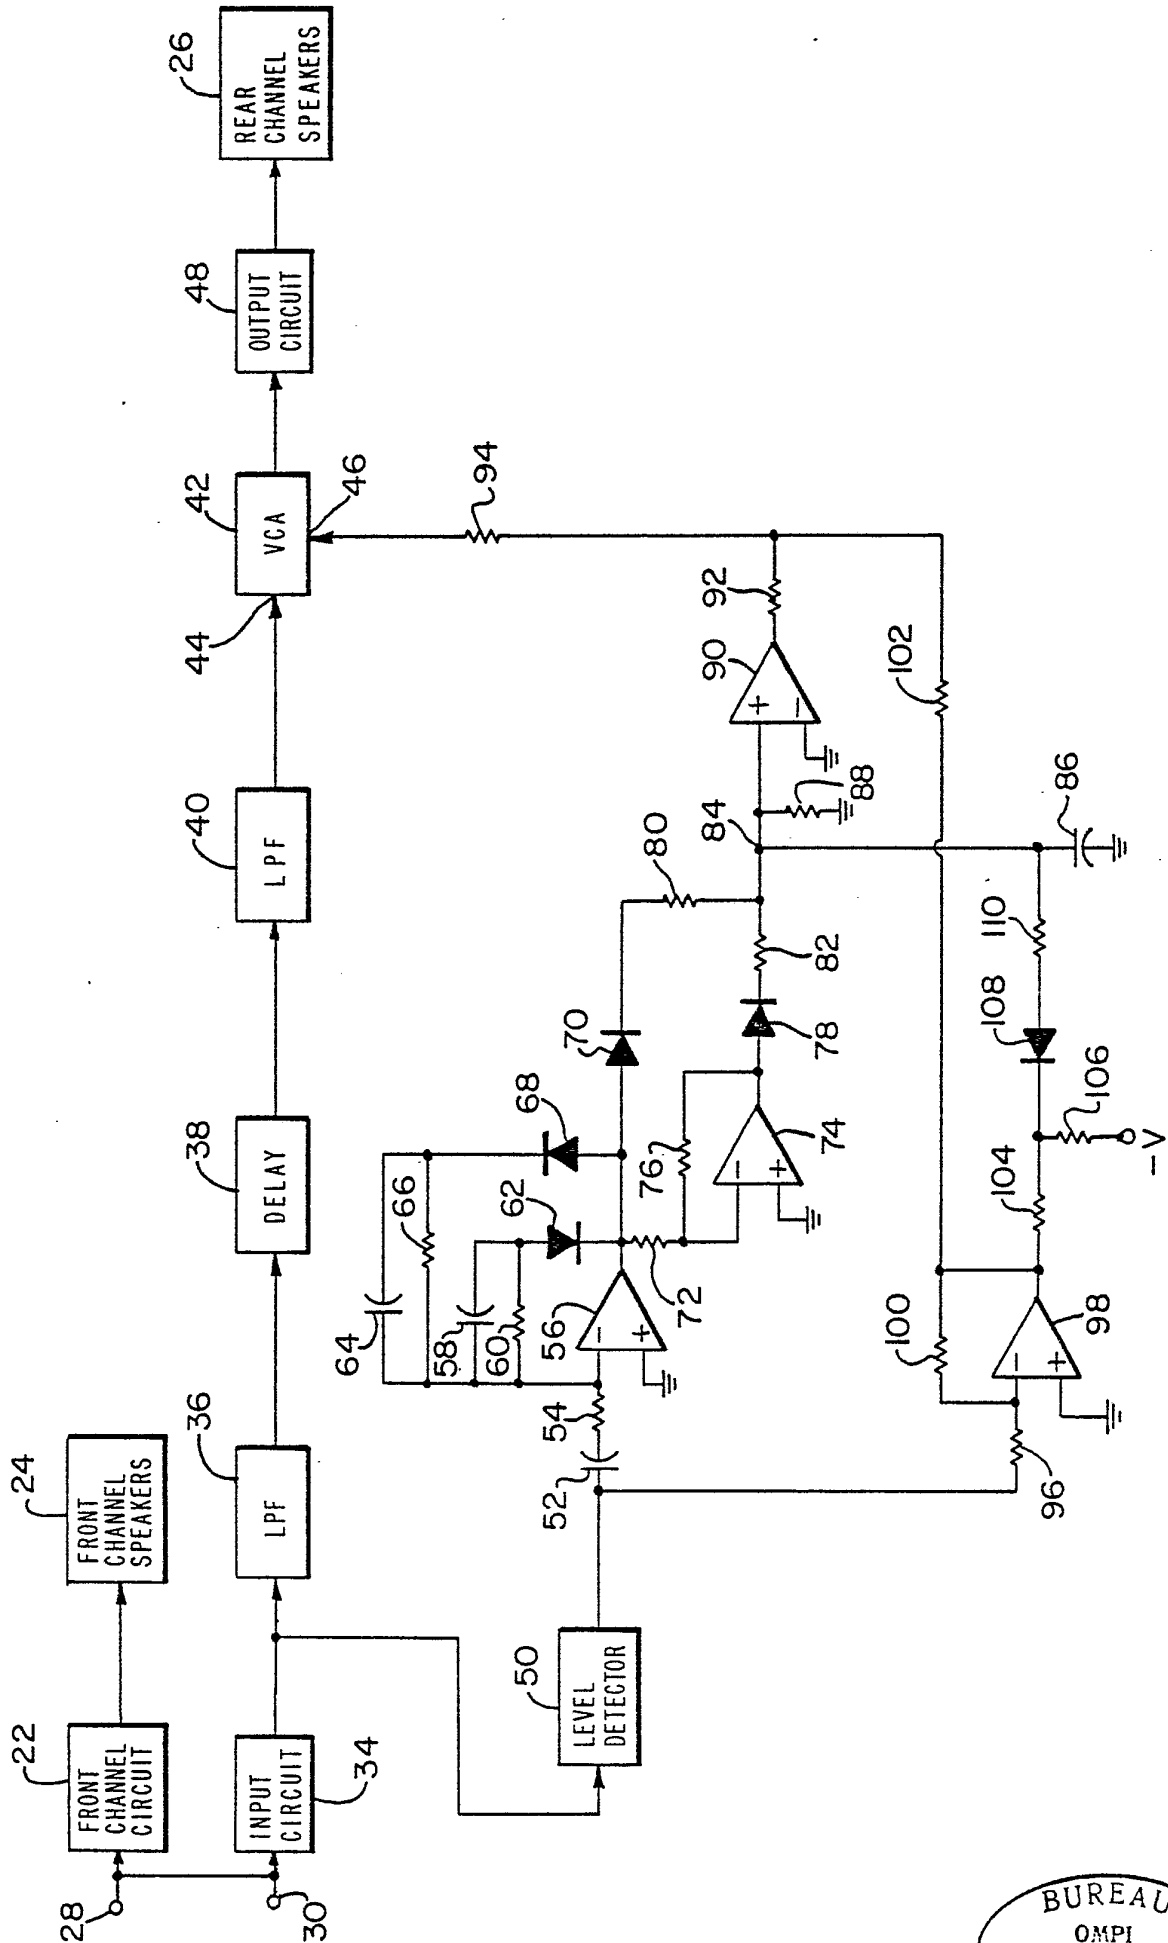 28
30
22
FRONT
CHANNEL
CIRCUIT
24
FRONT
CHANNEL
SPEAKERS
INPUT
CIRCUIT
34
36
LPF
38
DELAY
40
LPF
44
42
VCA
46
48
OUTPUT
CIRCUIT
26
REAR
CHANNEL
SPEAKERS
50
LEVEL
DETECTOR
52
54
56
−
+
58
60
62
64
66
68
70
72
74
−
+
76
78
80
82
84
86
88
90
+
−
92
94
96
98
−
+
100
102
104
106
−V
108
110
BUREAU
OMPI